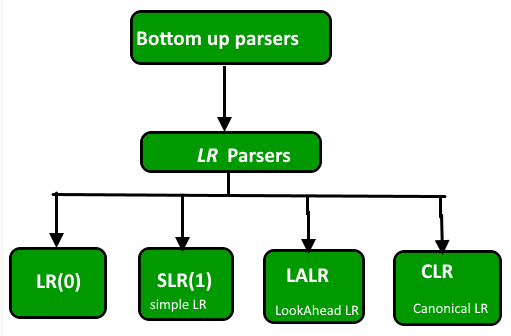 Bottom up parsers
LR Parsers
LR(0)
SLR(1)
simple LR
LALR
LookAhead LR
CLR
Canonical LR